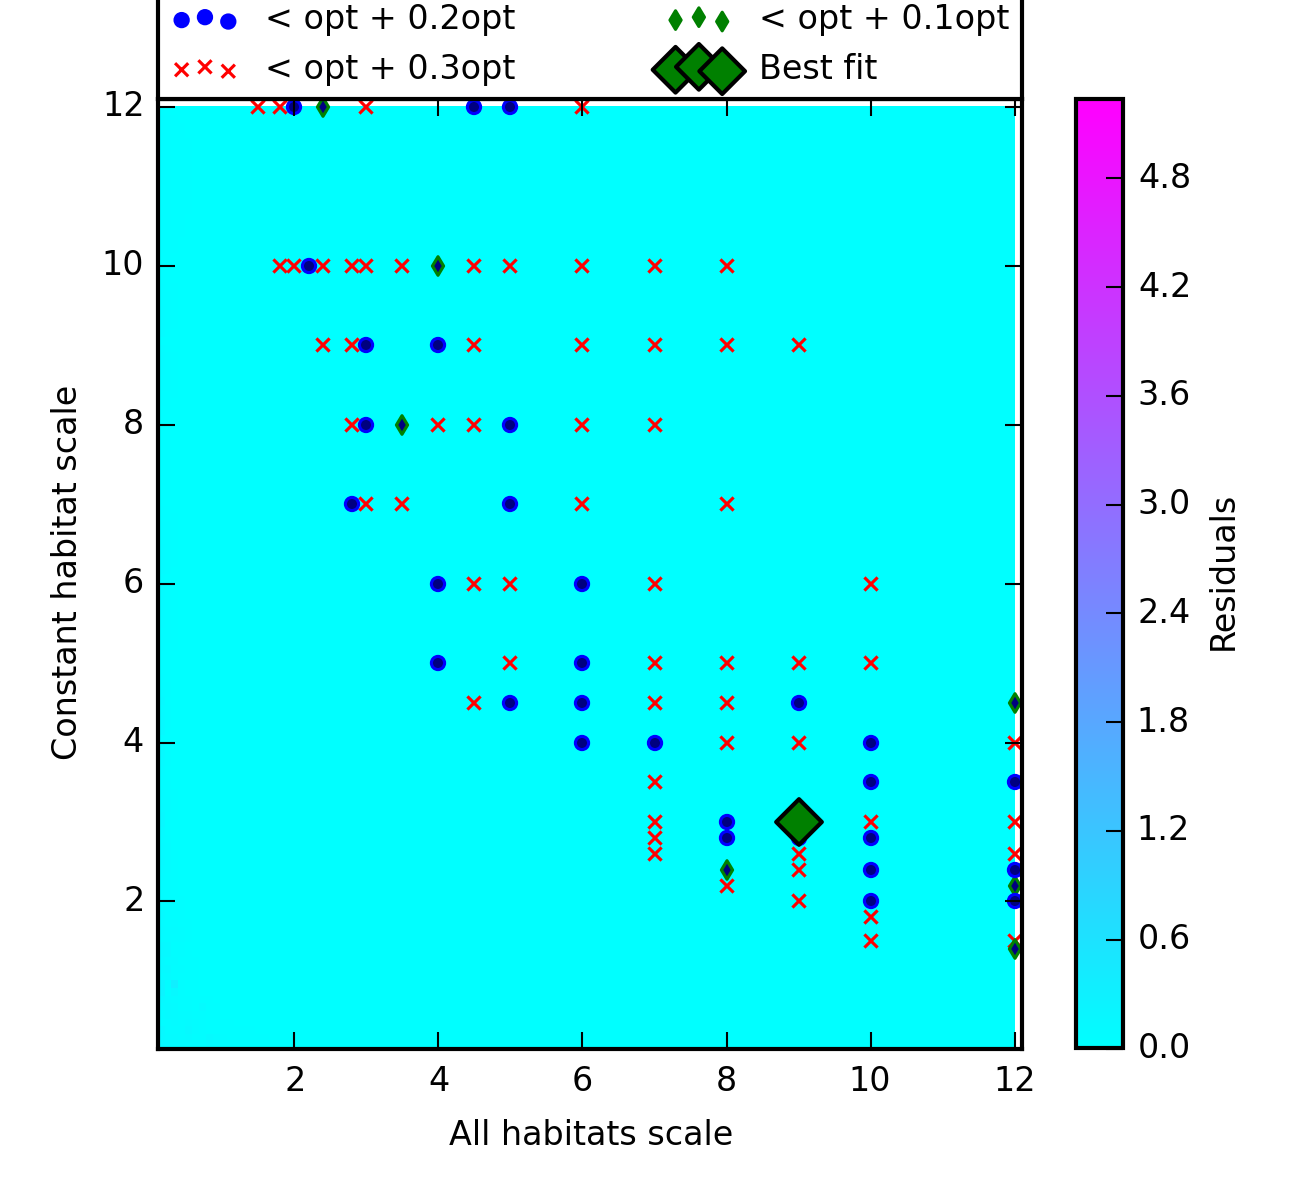 < opt + 0.2opt
< opt + 0.1opt
< opt + 0.3opt
Best fit
12
10
8
6
4
2
Constant habitat scale
2 4 6 8 10 12
All habitats scale
4.8
4.2
3.6
3.0
2.4
1.8
1.2
0.6
0.0
Residuals